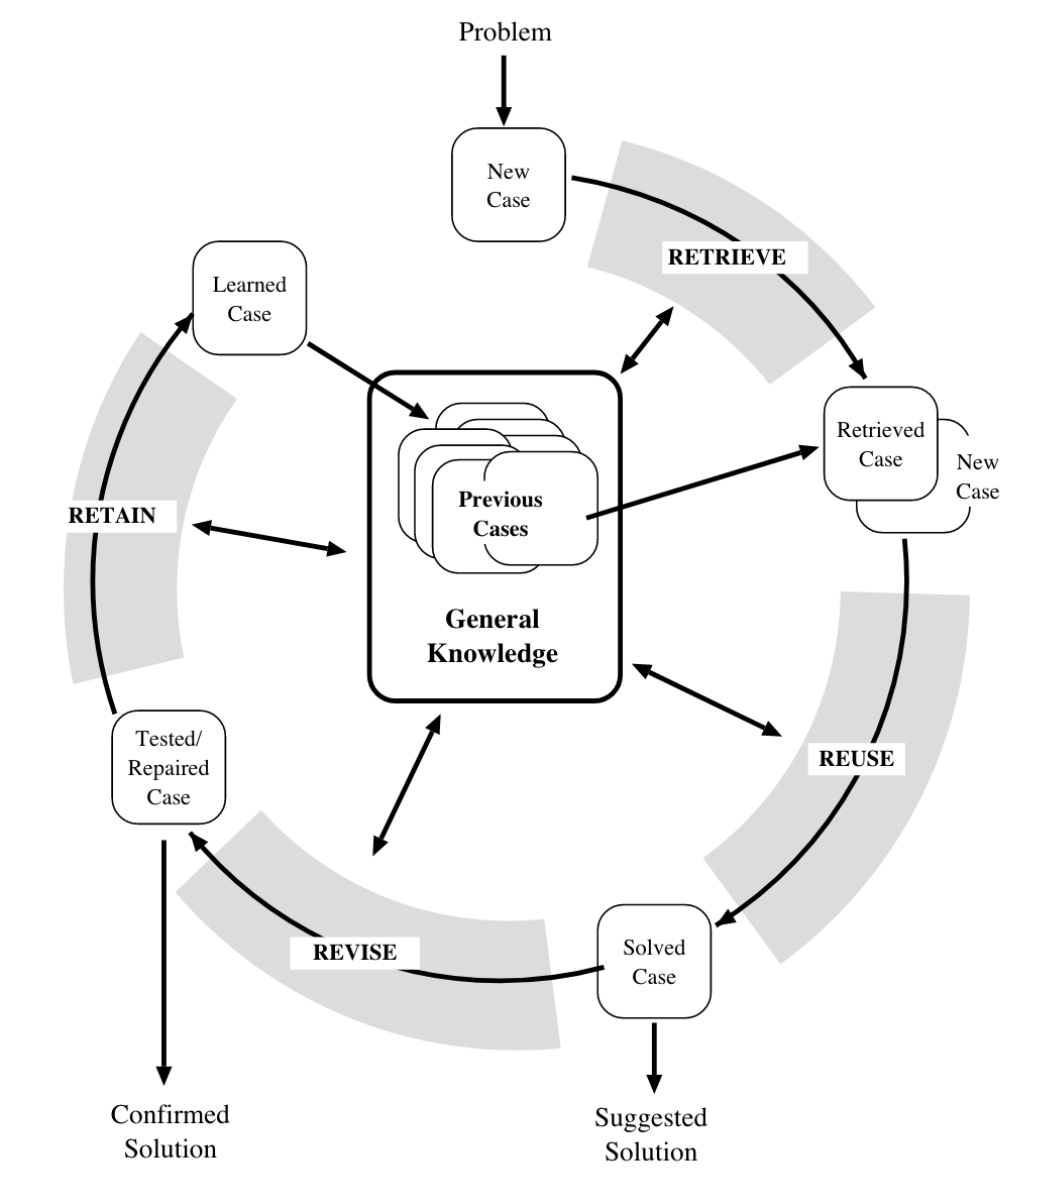 Problem
New
Case
RETRIEVE
Learned
Case
Retrieved
Case
New
Case
Previous
Cases
RETAIN
General
Knowledge
Tested/
Repaired
Case
REUSE
REVISE
Solved
Case
Confirmed
Solution
Suggested
Solution